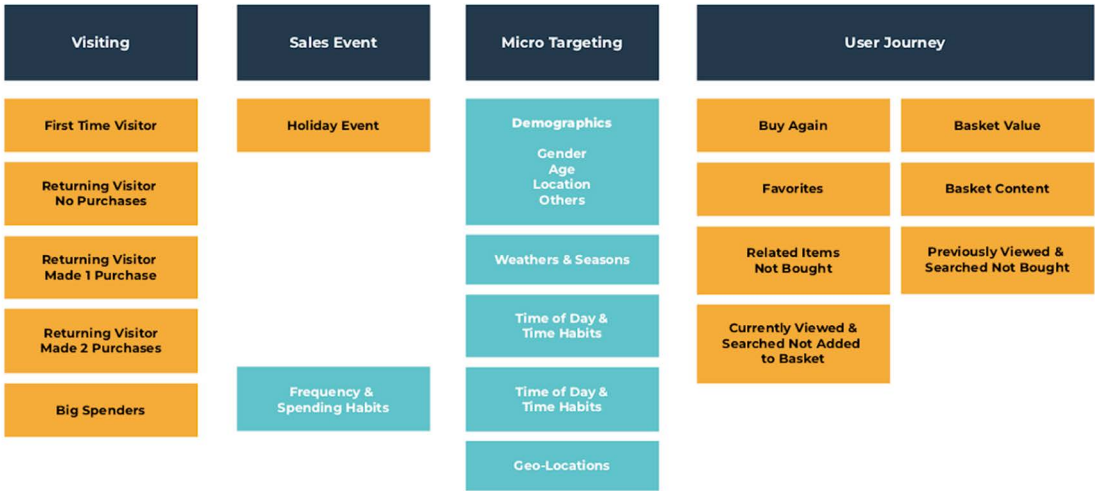 Visiting
First Time Visitor
Returning Visitor
No Purchases
Returning Visitor
Made 1 Purchase
Returning Visitor
Made 2 Purchases
Big Spenders
Sales Event
Holiday Event
Frequency &
Spending Habits
Micro Targeting
Demographics
Gender
Age
Location
Others
Weathers & Seasons
Time of Day &
Time Habits
Time of Day &
Time Habits
Geo-Locations
User Journey
Buy Again
Favorites
Related Items
Not Bought
Currently Viewed &
Searched Not Added
to Basket
Basket Value
Basket Content
Previously Viewed &
Searched Not Bought